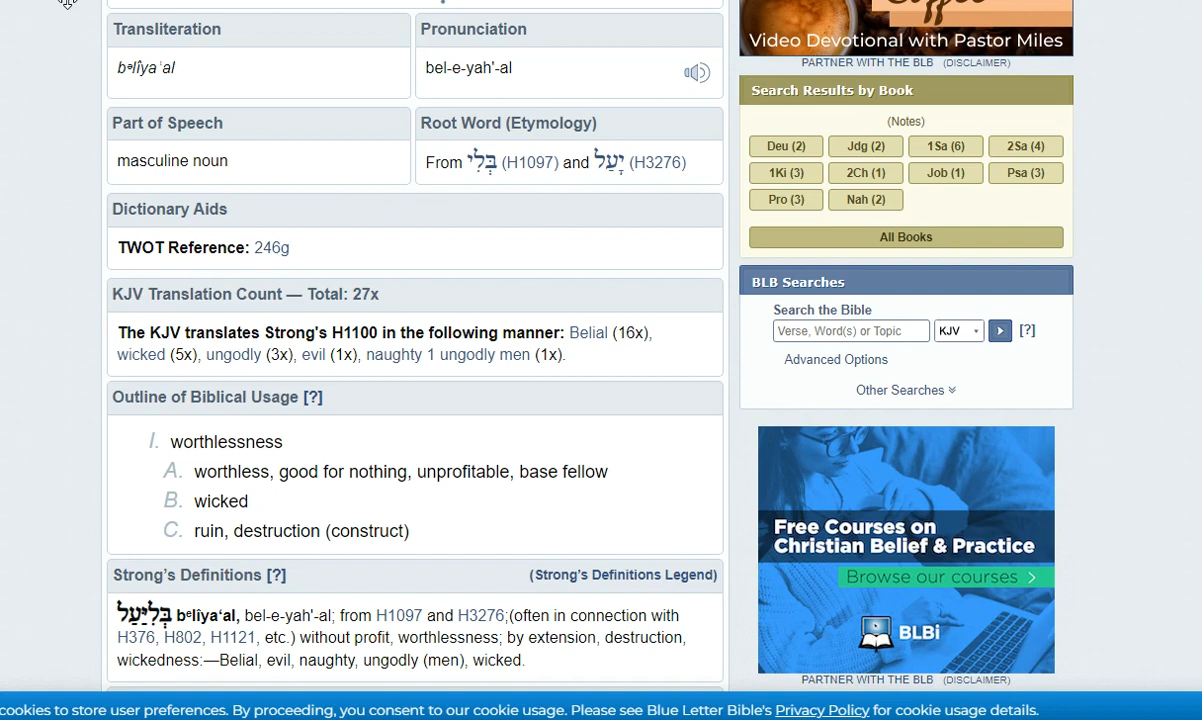 Transliteration
bᵊlîyaʿal
Pronunciation
bel-e-yah'-al
Part of Speech
masculine noun
Root Word (Etymology)
From בְּלִי (H1097) and יָעַל (H3276)
Dictionary Aids
TWOT Reference: 246g
KJV Translation Count — Total: 27x
The KJV translates Strong's H1100 in the following manner: Belial (16x),
wicked (5x), ungodly (3x), evil (1x), naughty 1 ungodly men (1x).
Outline of Biblical Usage [?]
I. worthlessness
A. worthless, good for nothing, unprofitable, base fellow
B. wicked
C. ruin, destruction (construct)
Strong’s Definitions [?]
(Strong’s Definitions Legend)
בְּלִיַּעַל bᵉlîyaʻal, bel-e-yah'-al; from H1097 and H3276;(often in connection with
H376, H802, H1121, etc.) without profit, worthlessness; by extension, destruction,
wickedness:—Belial, evil, naughty, ungodly (men), wicked.
Coffee
Video Devotional with Pastor Miles
PARTNER WITH THE BLB (DISCLAIMER)
Search Results by Book
(Notes)
Deu (2) Jdg (2) 1Sa (6) 2Sa (4)
1Ki (3) 2Ch (1) Job (1) Psa (3)
Pro (3) Nah (2)
All Books
BLB Searches
Search the Bible
Verse, Word(s) or Topic KJV [?]
Advanced Options
Other Searches
Free Courses on
Christian Belief & Practice
Browse our courses >
BLBi
PARTNER WITH THE BLB (DISCLAIMER)
cookies to store user preferences. By proceeding, you consent to our cookie usage. Please see Blue Letter Bible's Privacy Policy for cookie usage details.